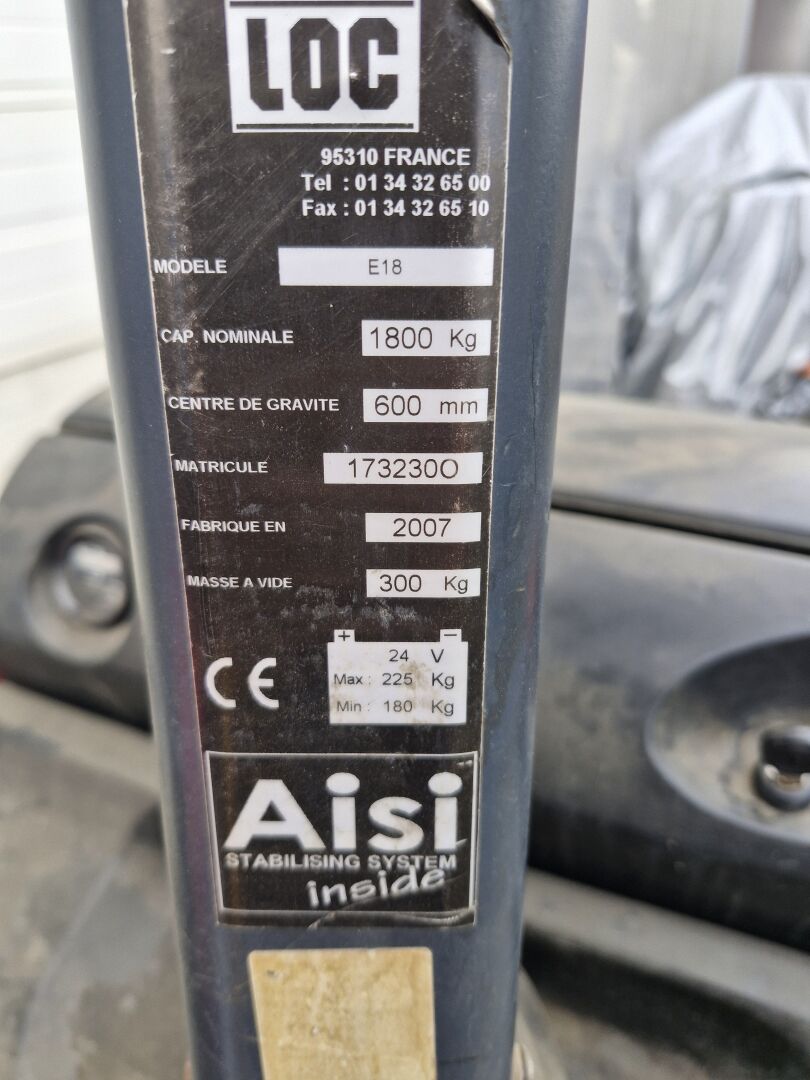 LOC
95310 FRANCE
Tel : 01 34 32 65 00
Fax : 01 34 32 65 10
MODELE E18
CAP. NOMINALE 1800 Kg
CENTRE DE GRAVITE 600 mm
MATRICULE 173230O
FABRIQUE EN 2007
MASSE A VIDE 300 Kg
+ −
24 V
Max : 225 Kg
Min : 180 Kg
CE
Aisi
STABILISING SYSTEM
inside